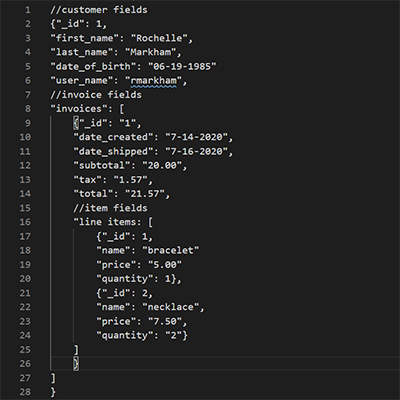 1 //customer fields
2 {"_id": 1,
3 "first_name": "Rochelle",
4 "last_name": "Markham",
5 "date_of_birth": "06-19-1985"
6 "user_name": "rmarkham",
7 //invoice fields
8 "invoices": [
9 {"_id": "1",
10 "date_created": "7-14-2020",
11 "date_shipped": "7-16-2020",
12 "subtotal": "20.00",
13 "tax": "1.57",
14 "total": "21.57",
15 //item fields
16 "line items: [
17 {"_id": 1,
18 "name": "bracelet"
19 "price": "5.00"
20 "quantity": 1},
21 {"_id": 2,
22 "name": "necklace",
23 "price": "7.50",
24 "quantity": "2"}
25 ]
26 }
27 ]
28 }